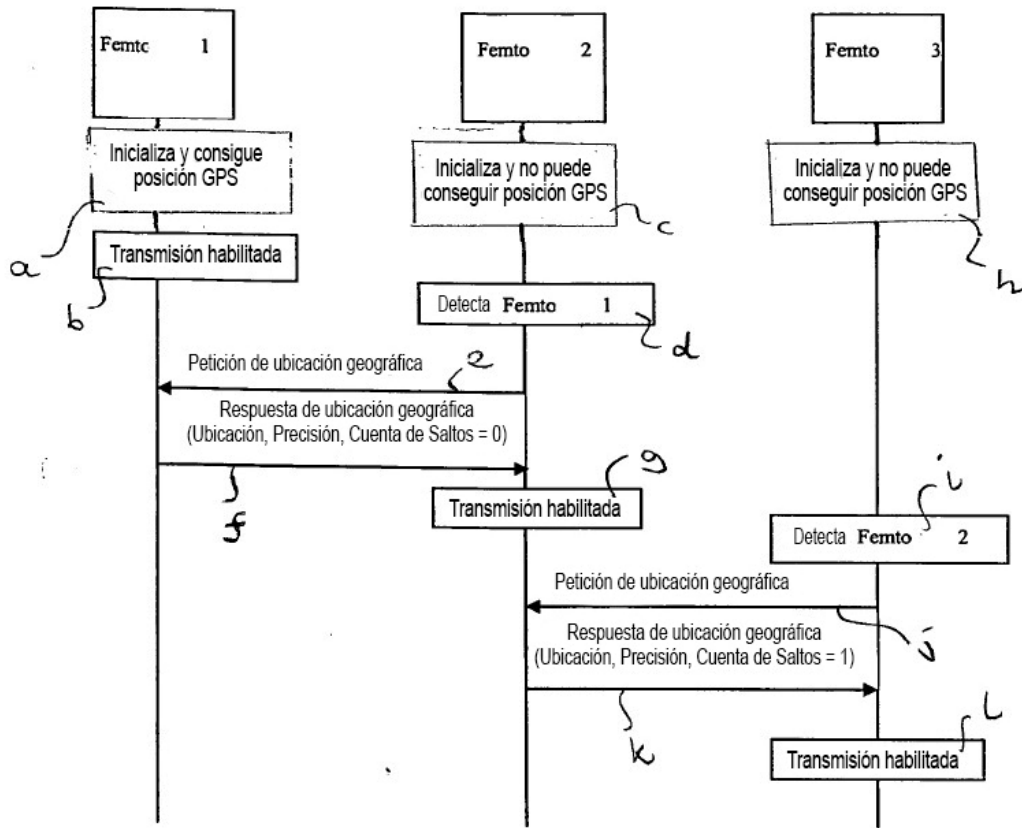 Femtc 1
Femto 2
Femto 3
Inicializa y consigue
posición GPS
Inicializa y no puede
conseguir posición GPS
Inicializa y no puede
conseguir posición GPS
a
c
h
Transmisión habilitada
b
Detecta Femto 1
d
Petición de ubicación geográfica
e
Respuesta de ubicación geográfica
(Ubicación, Precisión, Cuenta de Saltos = 0)
f
g
Transmisión habilitada
i
Detecta Femto 2
Petición de ubicación geográfica
j
Respuesta de ubicación geográfica
(Ubicación, Precisión, Cuenta de Saltos = 1)
k
l
Transmisión habilitada